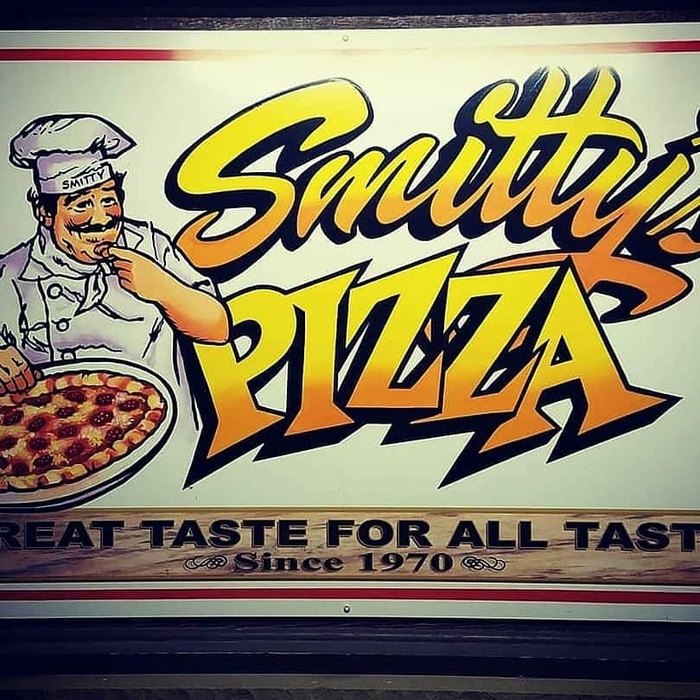 SMITTY
Smitty's
PIZZA
REAT TASTE FOR ALL TAST
Since 1970